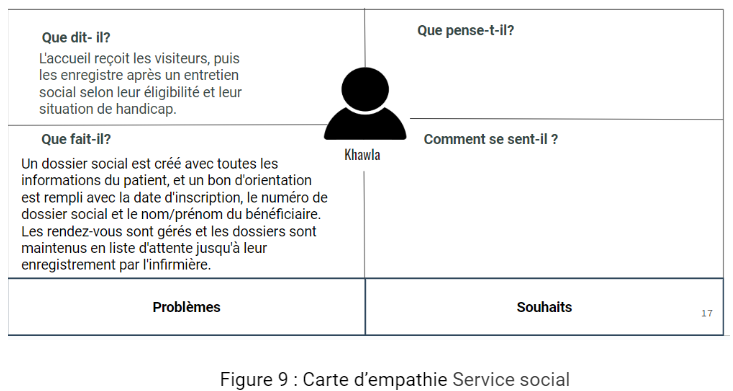 Que dit- il?
L'accueil reçoit les visiteurs, puis
les enregistre après un entretien
social selon leur éligibilité et leur
situation de handicap.
Que pense-t-il?
Khawla
Que fait-il?
Un dossier social est créé avec toutes les
informations du patient, et un bon d'orientation
est rempli avec la date d'inscription, le numéro de
dossier social et le nom/prénom du bénéficiaire.
Les rendez-vous sont gérés et les dossiers sont
maintenus en liste d'attente jusqu'à leur
enregistrement par l'infirmière.
Comment se sent-il ?
Problèmes
Souhaits
17
Figure 9 : Carte d’empathie Service social